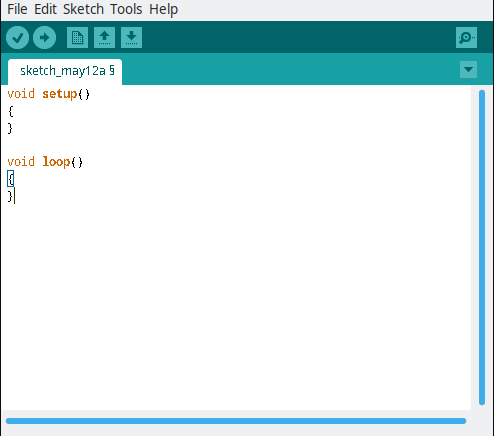 File Edit Sketch Tools Help
sketch_may12a §
void setup()
{
}
void loop()
{
}